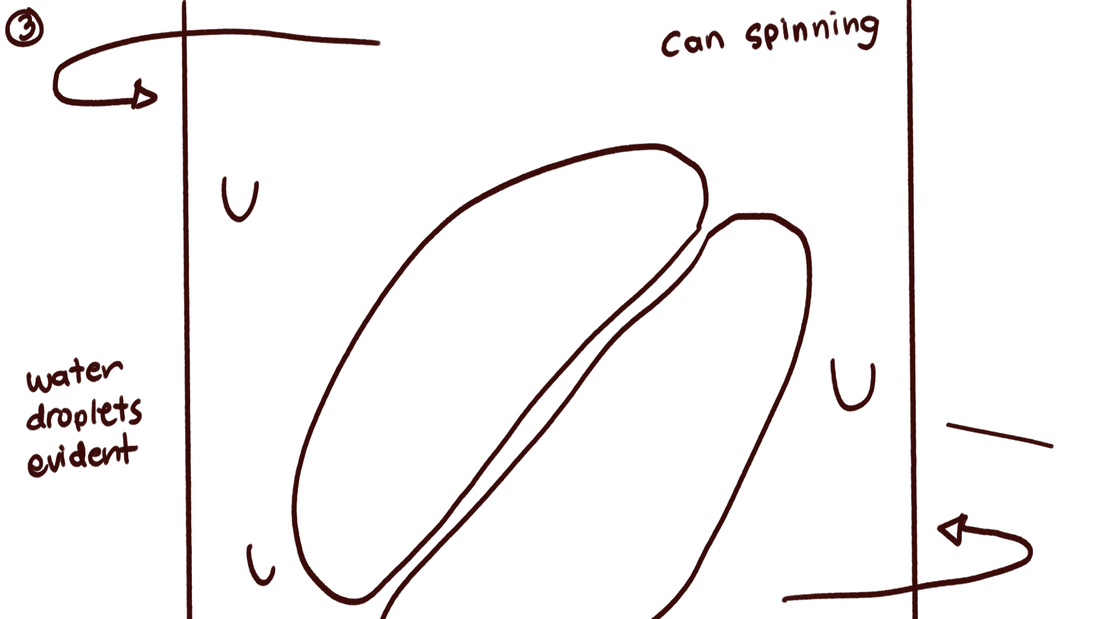 ③
can spinning
water
droplets
evident